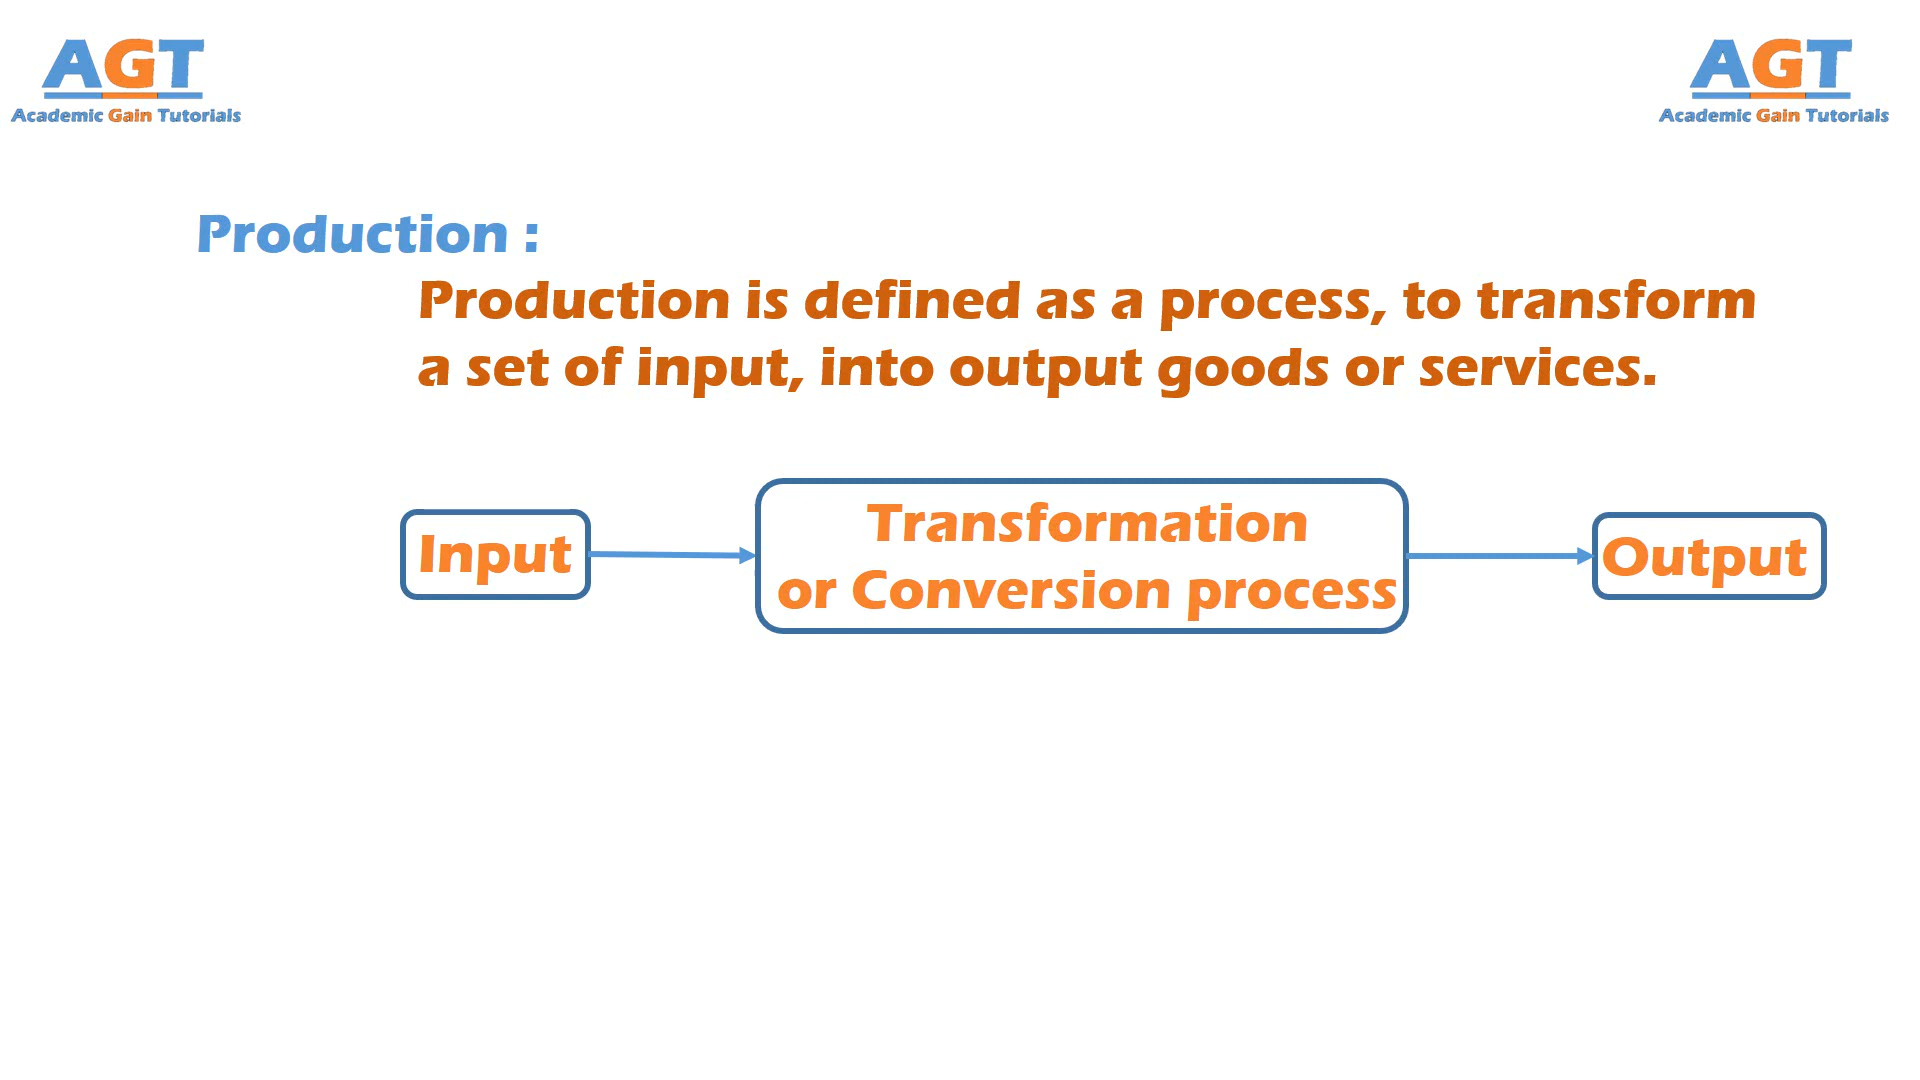 AGT
Academic Gain Tutorials
AGT
Academic Gain Tutorials
Production :
Production is defined as a process, to transform
a set of input, into output goods or services.
Input
Transformation
or Conversion process
Output